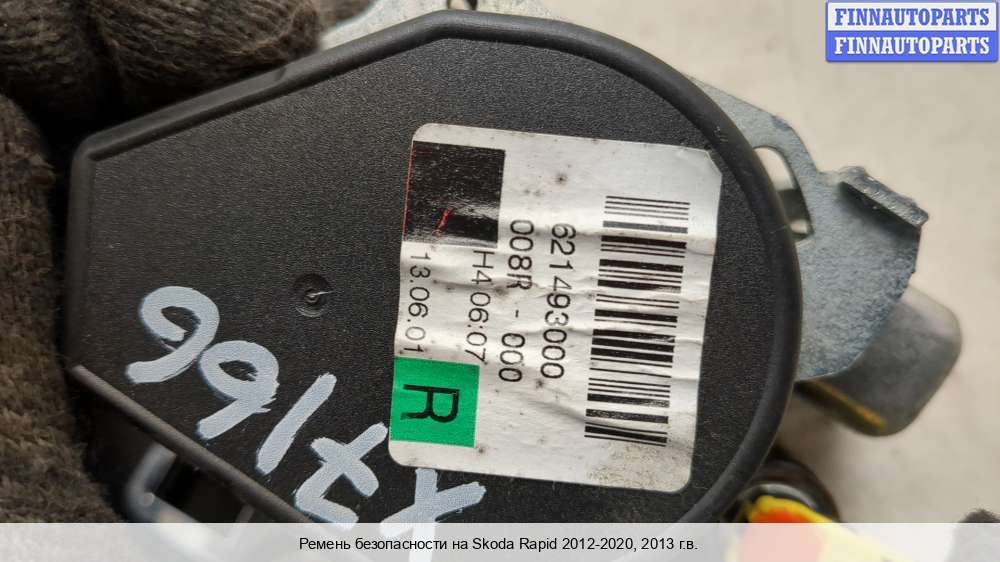 FINNAUTOPARTS
FINNAUTOPARTS
621493000
008R - 000
H4 06:07
13.06.01
R
77166
Ремень безопасности на Skoda Rapid 2012-2020, 2013 г.в.